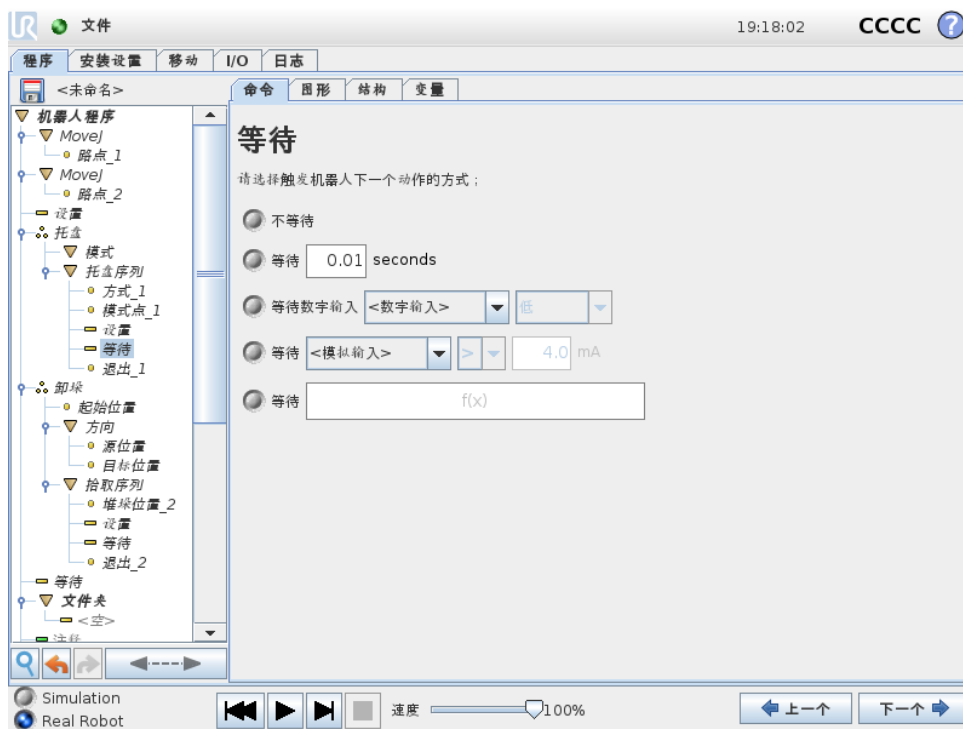 UR 文件 19:18:02 CCCC ?
程序 安装设置 移动 I/O 日志
<未命名> 命令 图形 结构 变量
机器人程序
MoveJ
路点_1
MoveJ
路点_2
设置
托盘
模式
托盘序列
方式_1
模式点_1
设置
等待
退出_1
卸垛
起始位置
方向
源位置
目标位置
拾取序列
堆垛位置_2
设置
等待
退出_2
等待
文件夹
<空>
注释
等待
请选择触发机器人下一个动作的方式；
不等待
等待 0.01 seconds
等待数字输入 <数字输入> 低
等待 <模拟输入> > 4.0 mA
等待 f(x)
Simulation
Real Robot
速度 100%
上一个 下一个